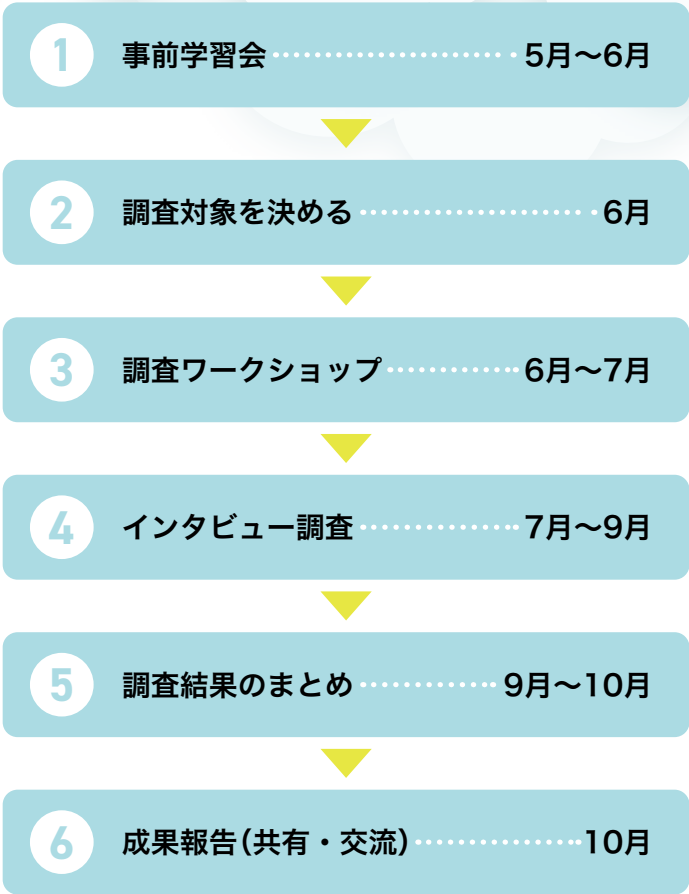 1 事前学習会 5月〜6月
2 調査対象を決める 6月
3 調査ワークショップ 6月〜7月
4 インタビュー調査 7月〜9月
5 調査結果のまとめ 9月〜10月
6 成果報告（共有・交流） 10月